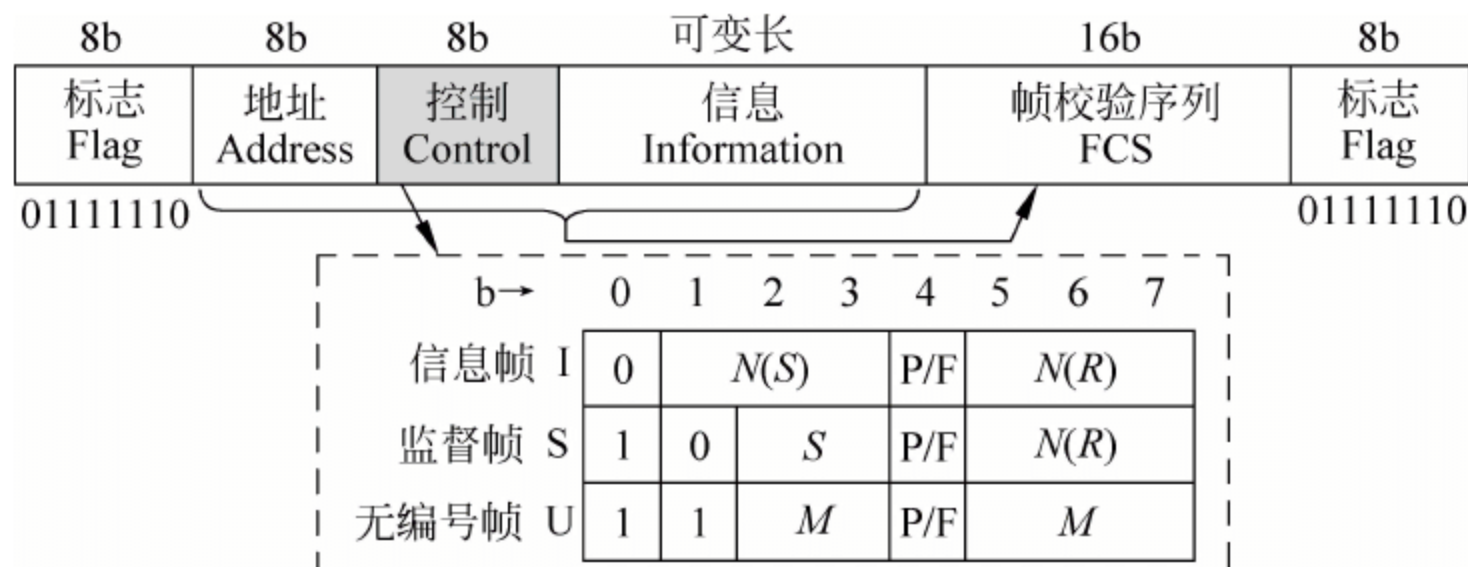 8b 8b 8b 可变长 16b 8b
标志 地址 控制 信息 帧校验序列 标志
Flag Address Control Information FCS Flag
01111110 01111110
b→ 0 1 2 3 4 5 6 7
信息帧 I 0 N(S) P/F N(R)
监督帧 S 1 0 S P/F N(R)
无编号帧 U 1 1 M P/F M